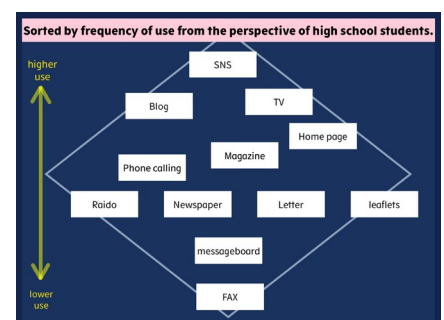 Sorted by frequency of use from the perspective of high school students.
higher
use
SNS
Blog
TV
Home page
Magazine
Phone calling
Raido
Newspaper
Letter
leaflets
messageboard
lower
use
FAX